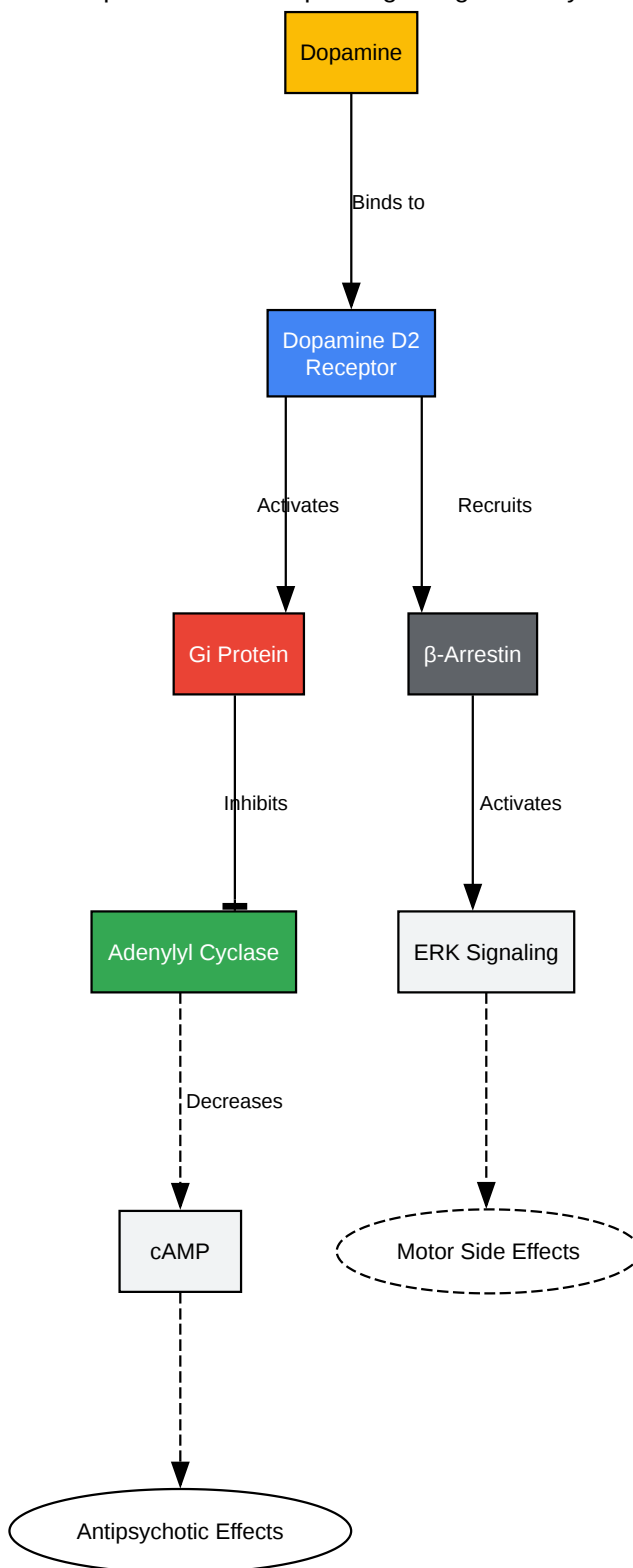 Dopamine
Binds to
Dopamine D2
Receptor
Activates
Recruits
Gi Protein
β-Arrestin
Inhibits
Activates
Adenylyl Cyclase
ERK Signaling
Decreases
cAMP
Motor Side Effects
Antipsychotic Effects